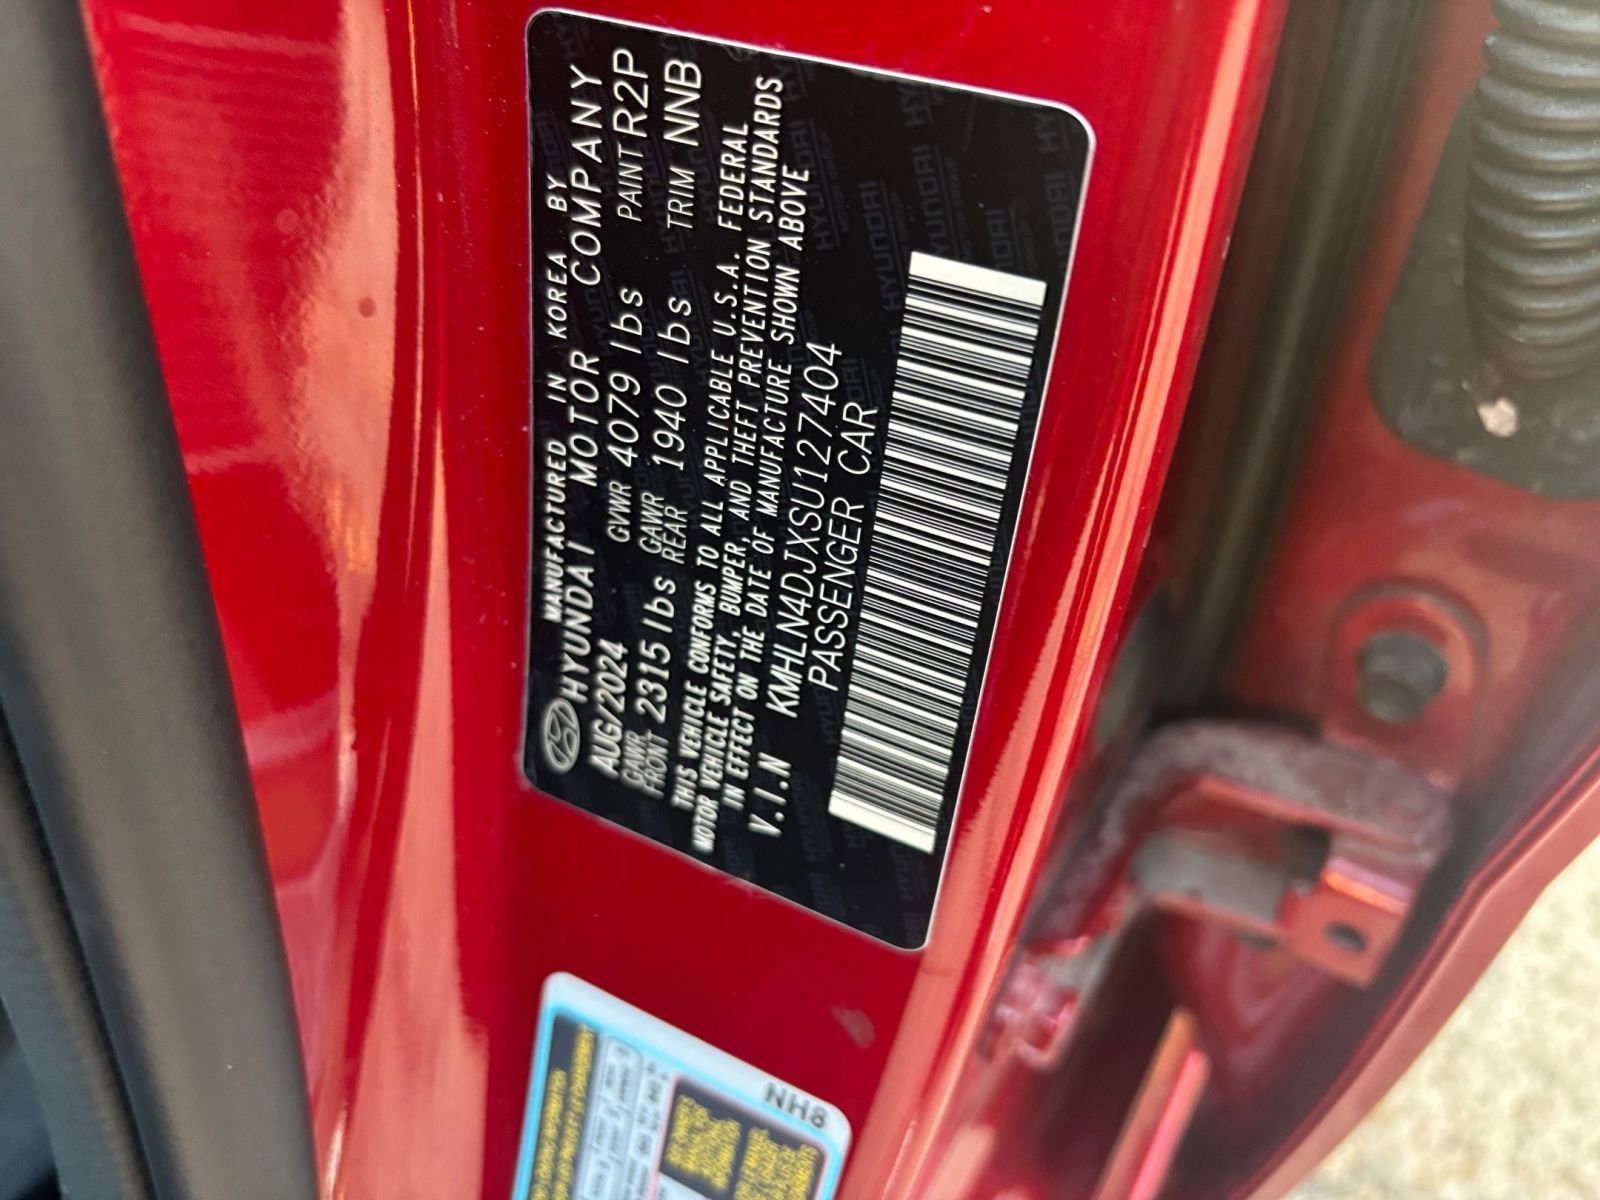 MANUFACTURED IN KOREA BY
HYUNDAI MOTOR COMPANY
AUG/2024 GVWR 4079 lbs PAINT R2P
GAWR FRONT 2315 lbs GAWR REAR 1940 lbs TRIM NNB
THIS VEHICLE CONFORMS TO ALL APPLICABLE U.S.A. FEDERAL
MOTOR VEHICLE SAFETY, BUMPER, AND THEFT PREVENTION STANDARDS
IN EFFECT ON THE DATE OF MANUFACTURE SHOWN ABOVE
V.I.N KMHLN4DJXSU127404
PASSENGER CAR
NH8